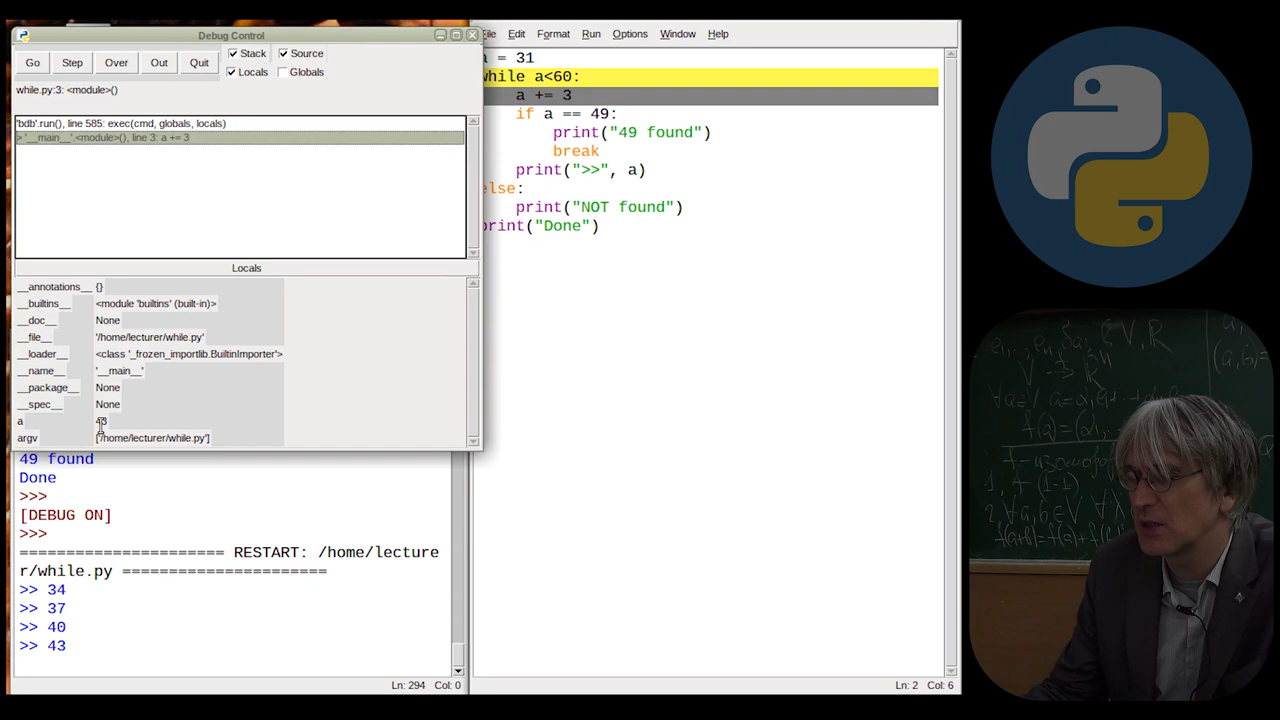 Debug Control
Go Step Over Out Quit
Stack Source
Locals Globals
while.py:3: <module>()
'bdb'.run(), line 585: exec(cmd, globals, locals)
> '__main__'.<module>(), line 3: a += 3
Locals
__annotations__ {}
__builtins__ <module 'builtins' (built-in)>
__doc__ None
__file__ '/home/lecturer/while.py'
__loader__ <class '_frozen_importlib.BuiltinImporter'>
__name__ '__main__'
__package__ None
__spec__ None
a 43
argv ['/home/lecturer/while.py']
49 found
Done
>>>
[DEBUG ON]
>>>
====================== RESTART: /home/lecture
r/while.py ======================
>> 34
>> 37
>> 40
>> 43
Ln: 294 Col: 0
Edit Format Run Options Window Help
= 31
while a<60:
a += 3
if a == 49:
print("49 found")
break
print(">>", a)
else:
print("NOT found")
print("Done")
Ln: 2 Col: 6